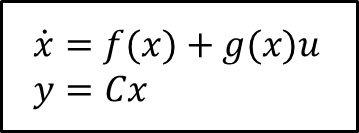 ẋ = f(x) + g(x)u
y = Cx